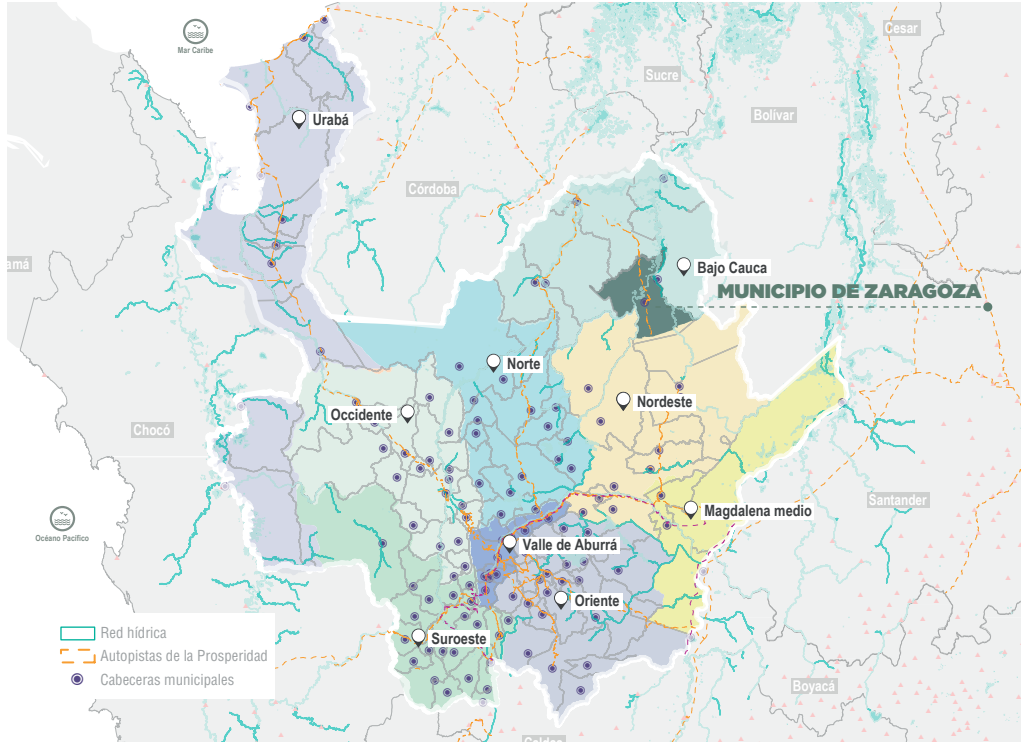 Mar Caribe
Cesar
Sucre
Bolívar
Urabá
Córdoba
amá
Bajo Cauca
MUNICIPIO DE ZARAGOZA
Norte
Nordeste
Occidente
Chocó
Santander
Magdalena medio
Océano Pacífico
Valle de Aburrá
Oriente
Suroeste
Red hídrica
Autopistas de la Prosperidad
Cabeceras municipales
Boyacá